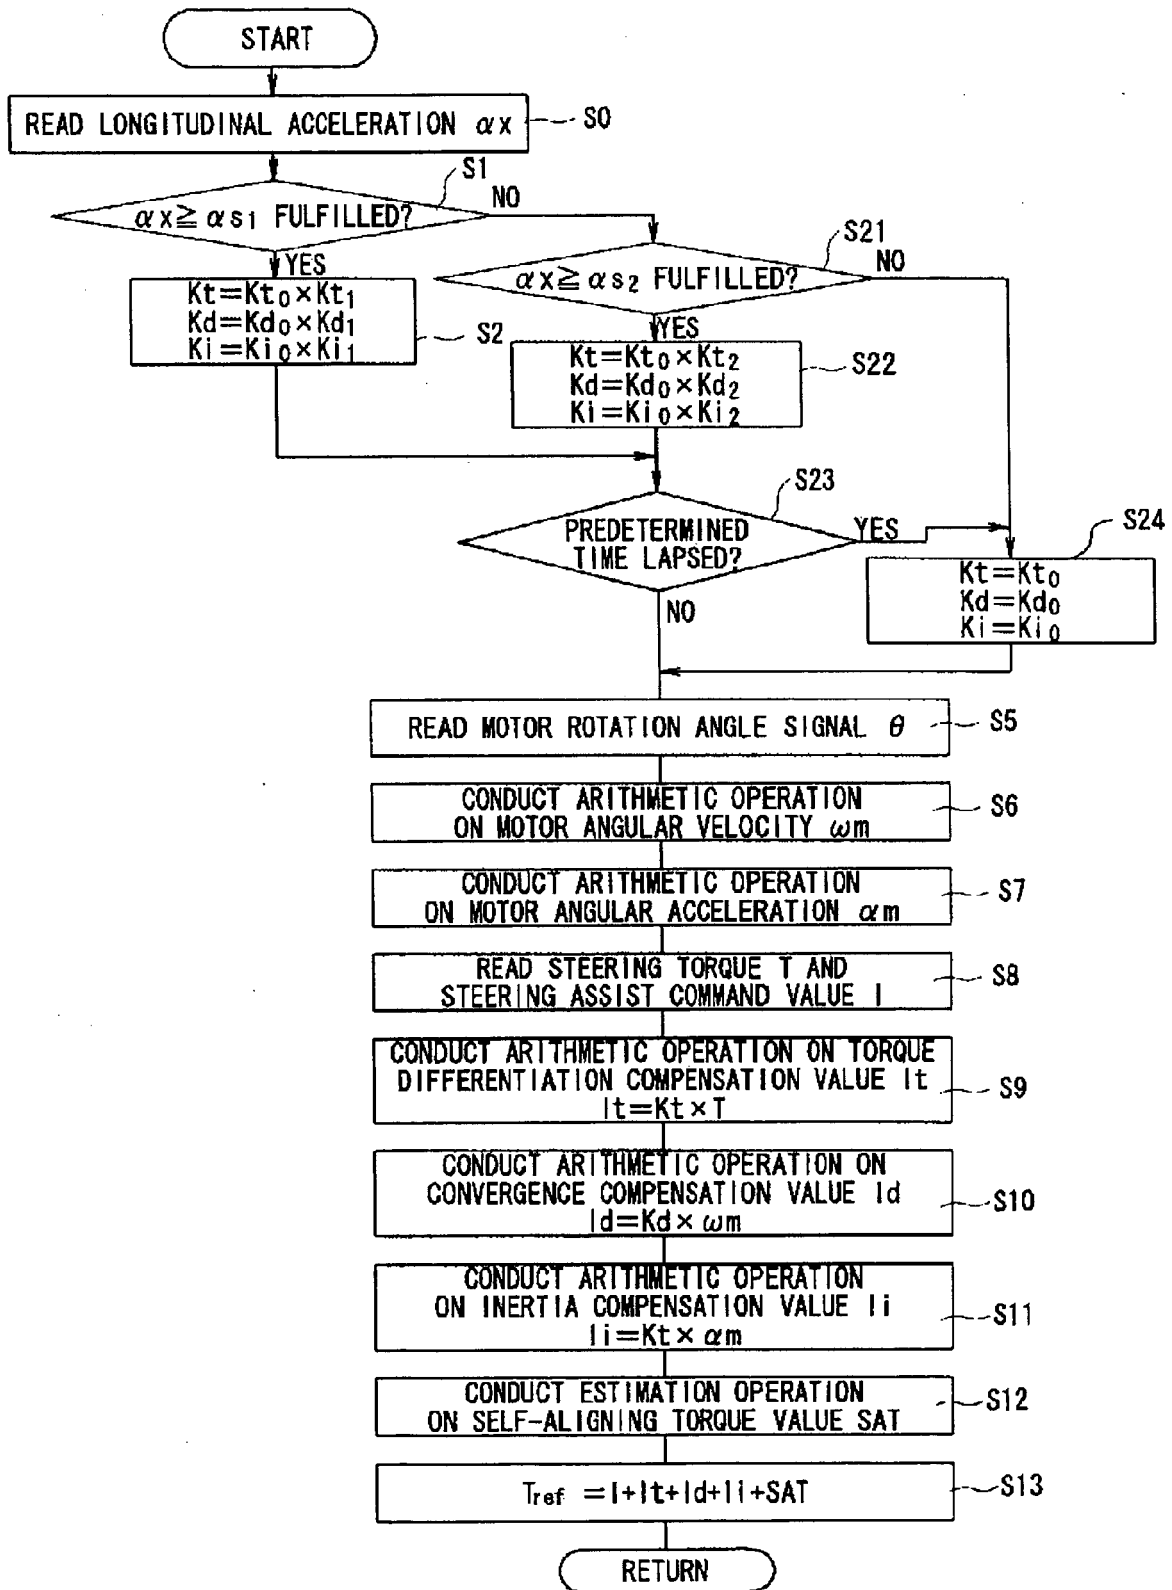 START
READ LONGITUDINAL ACCELERATION αx
S0
S1
αx≧αs1 FULFILLED?
NO
YES
S21
αx≧αs2 FULFILLED?
NO
YES
Kt=Kt0×Kt1
Kd=Kd0×Kd1
Ki=Ki0×Ki1
S2
Kt=Kt0×Kt2
Kd=Kd0×Kd2
Ki=Ki0×Ki2
S22
S23
PREDETERMINED
TIME LAPSED?
YES
NO
S24
Kt=Kt0
Kd=Kd0
Ki=Ki0
READ MOTOR ROTATION ANGLE SIGNAL θ
S5
CONDUCT ARITHMETIC OPERATION
ON MOTOR ANGULAR VELOCITY ωm
S6
CONDUCT ARITHMETIC OPERATION
ON MOTOR ANGULAR ACCELERATION αm
S7
READ STEERING TORQUE T AND
STEERING ASSIST COMMAND VALUE I
S8
CONDUCT ARITHMETIC OPERATION ON TORQUE
DIFFERENTIATION COMPENSATION VALUE It
It=Kt×T
S9
CONDUCT ARITHMETIC OPERATION ON
CONVERGENCE COMPENSATION VALUE Id
Id=Kd×ωm
S10
CONDUCT ARITHMETIC OPERATION
ON INERTIA COMPENSATION VALUE Ii
Ii=Kt×αm
S11
CONDUCT ESTIMATION OPERATION
ON SELF-ALIGNING TORQUE VALUE SAT
S12
Tref =I+It+Id+Ii+SAT
S13
RETURN